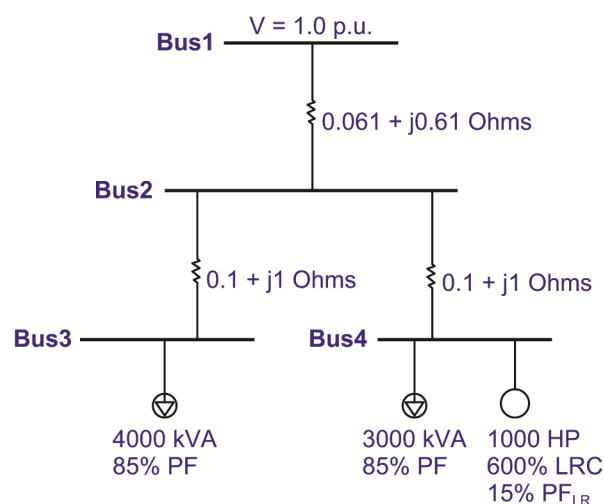 V = 1.0 p.u.
Bus1
0.061 + j0.61 Ohms
Bus2
0.1 + j1 Ohms
0.1 + j1 Ohms
Bus3
Bus4
4000 kVA
85% PF
3000 kVA
85% PF
1000 HP
600% LRC
15% PFLR